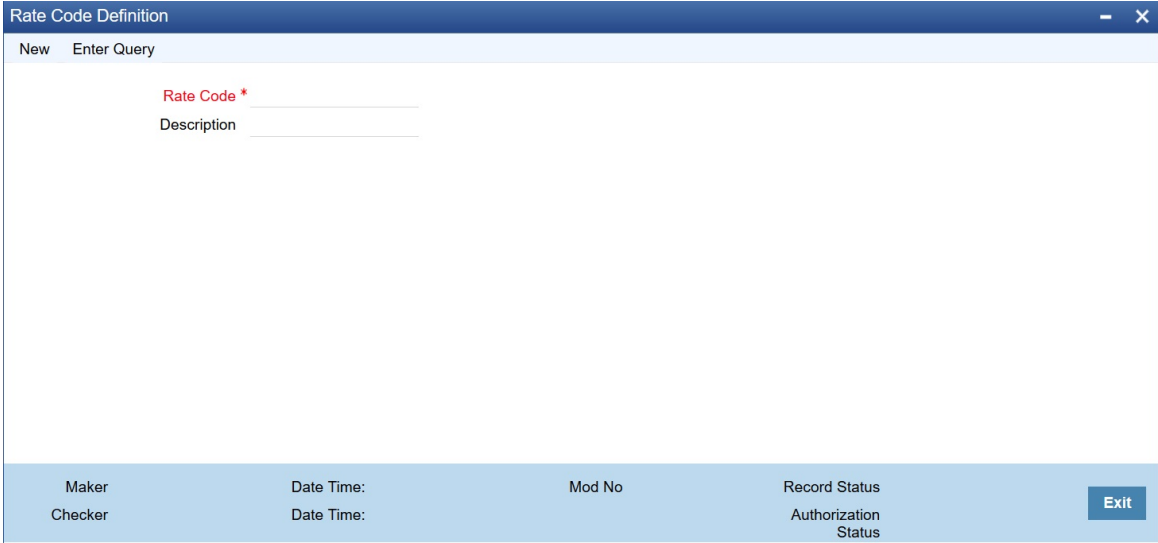 Rate Code Definition
New Enter Query
Rate Code *
Description
Maker Date Time: Mod No Record Status
Exit
Checker Date Time: Authorization
Status